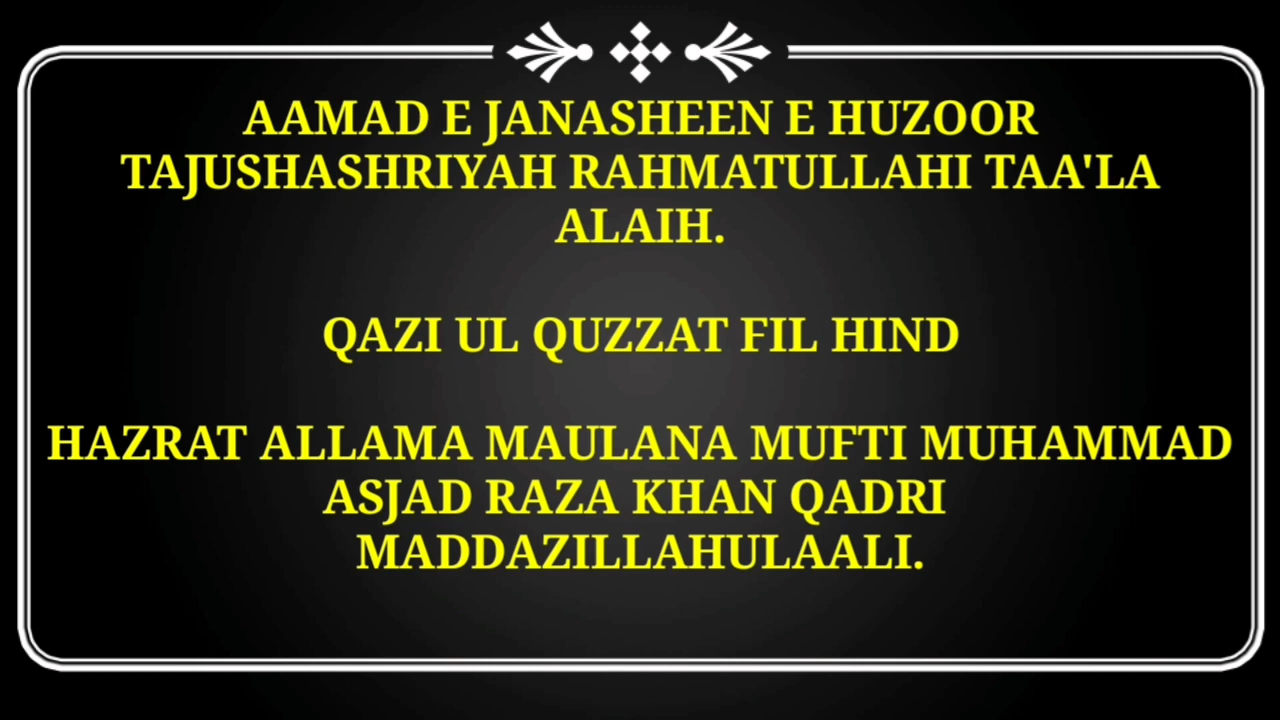 AAMAD E JANASHEEN E HUZOOR
TAJUSHASHRIYAH RAHMATULLAHI TAA'LA
ALAIH.
QAZI UL QUZZAT FIL HIND
HAZRAT ALLAMA MAULANA MUFTI MUHAMMAD
ASJAD RAZA KHAN QADRI
MADDAZILLAHULAALI.